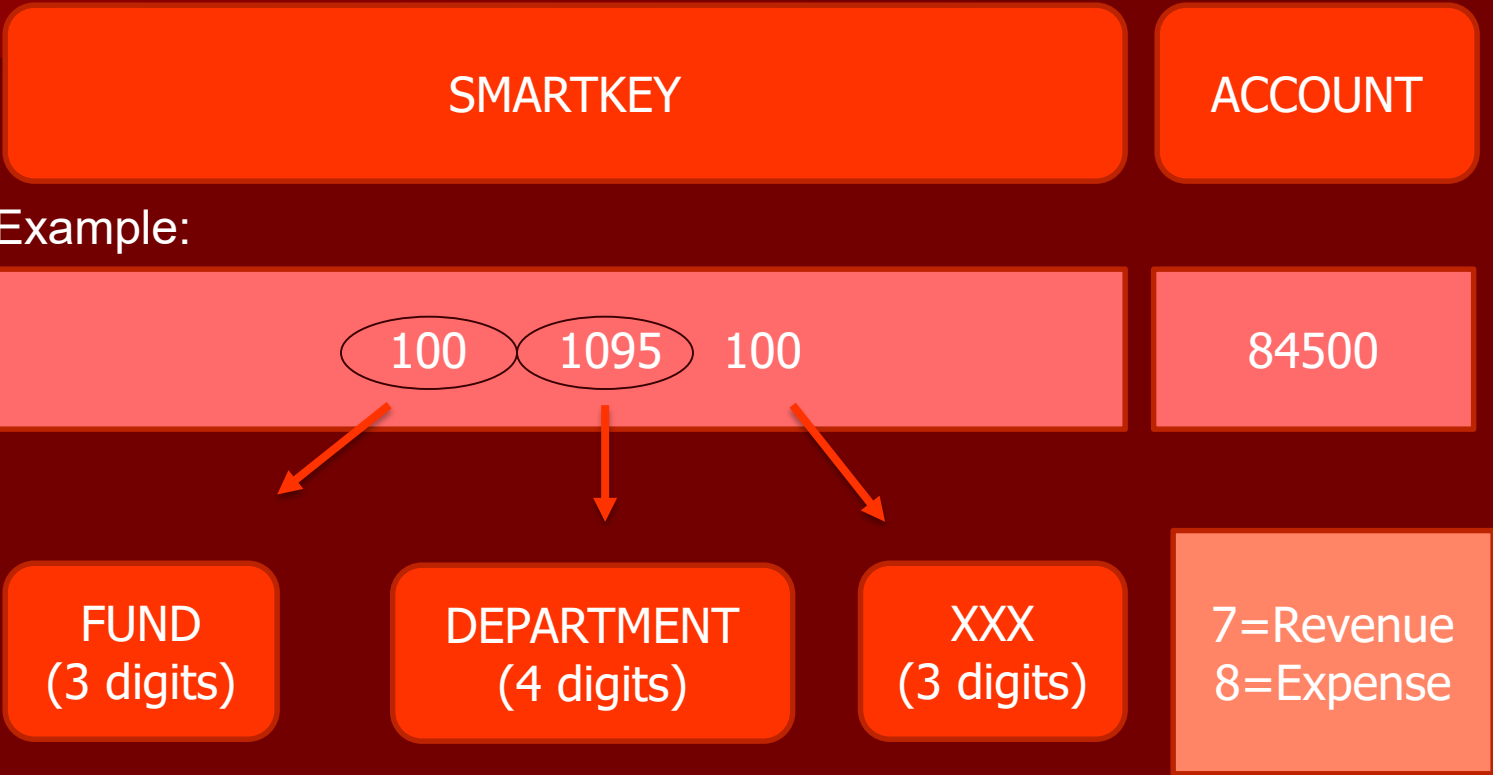 SMARTKEY ACCOUNT
Example:
100 1095 100 84500
FUND
(3 digits)
DEPARTMENT
(4 digits)
XXX
(3 digits)
7=Revenue
8=Expense